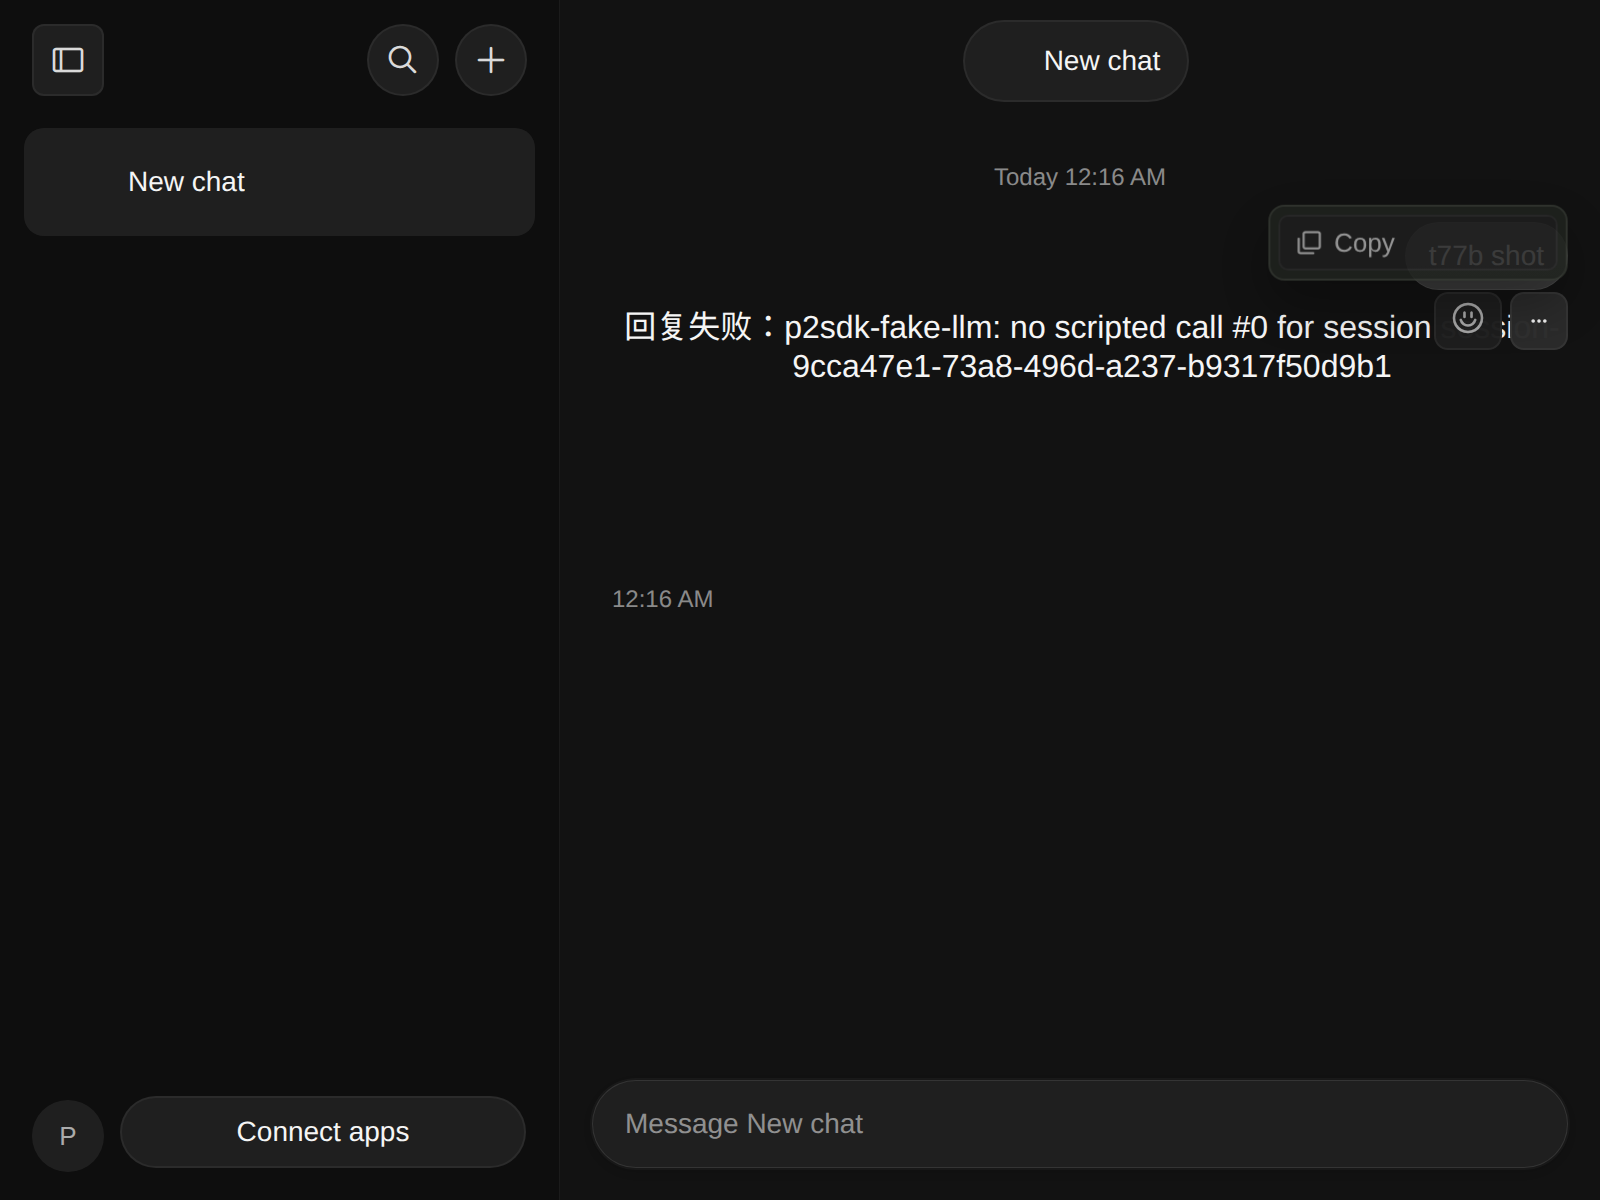 New chat
New chat
Today 12:16 AM
Copy
t77b shot
回复失败：p2sdk-fake-llm: no scripted call #0 for session session-
9cca47e1-73a8-496d-a237-b9317f50d9b1
12:16 AM
Message New chat
P
Connect apps